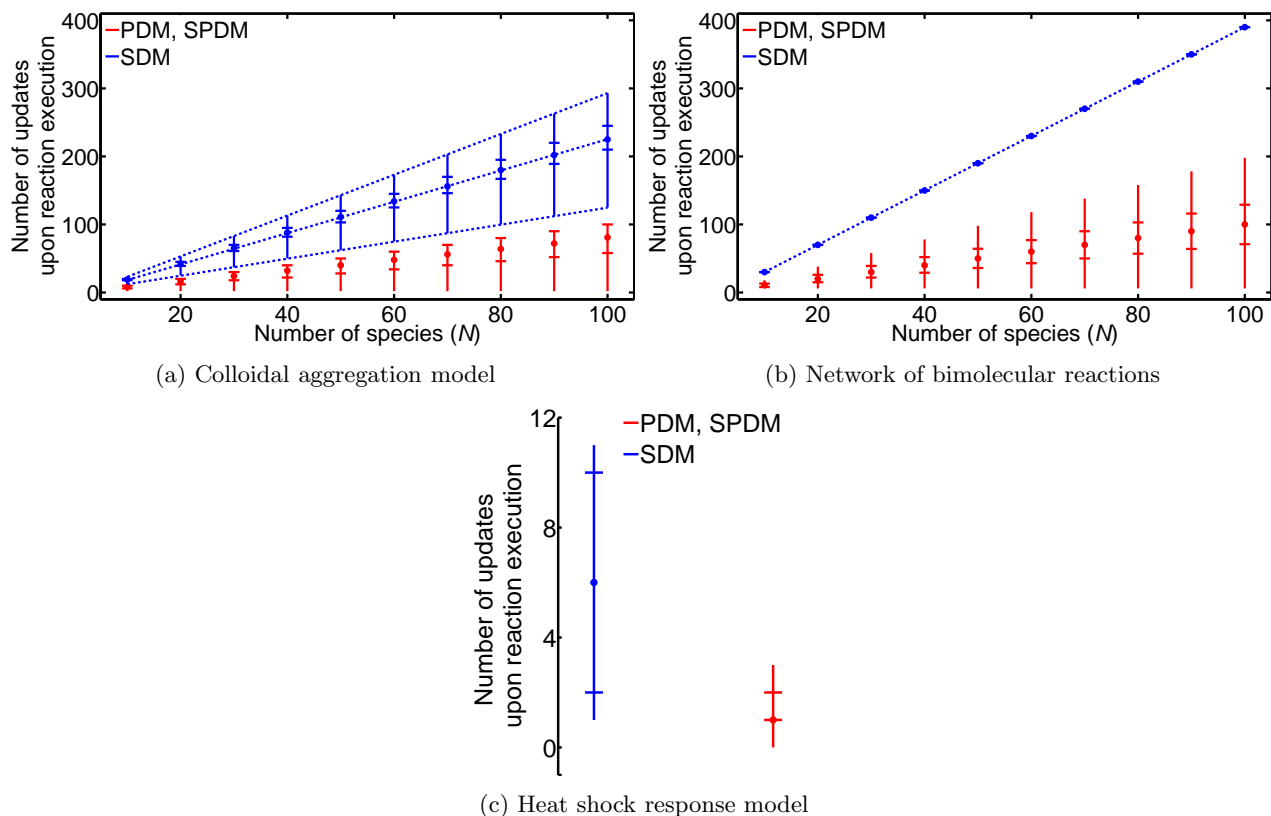 Number of updates
upon reaction execution
400
300
200
100
0
PDM, SPDM
SDM
20
40
60
80
100
Number of species (N)
(a) Colloidal aggregation model
Number of updates
upon reaction execution
400
300
200
100
0
PDM, SPDM
SDM
20
40
60
80
100
Number of species (N)
(b) Network of bimolecular reactions
Number of updates
upon reaction execution
12
8
4
0
PDM, SPDM
SDM
(c) Heat shock response model